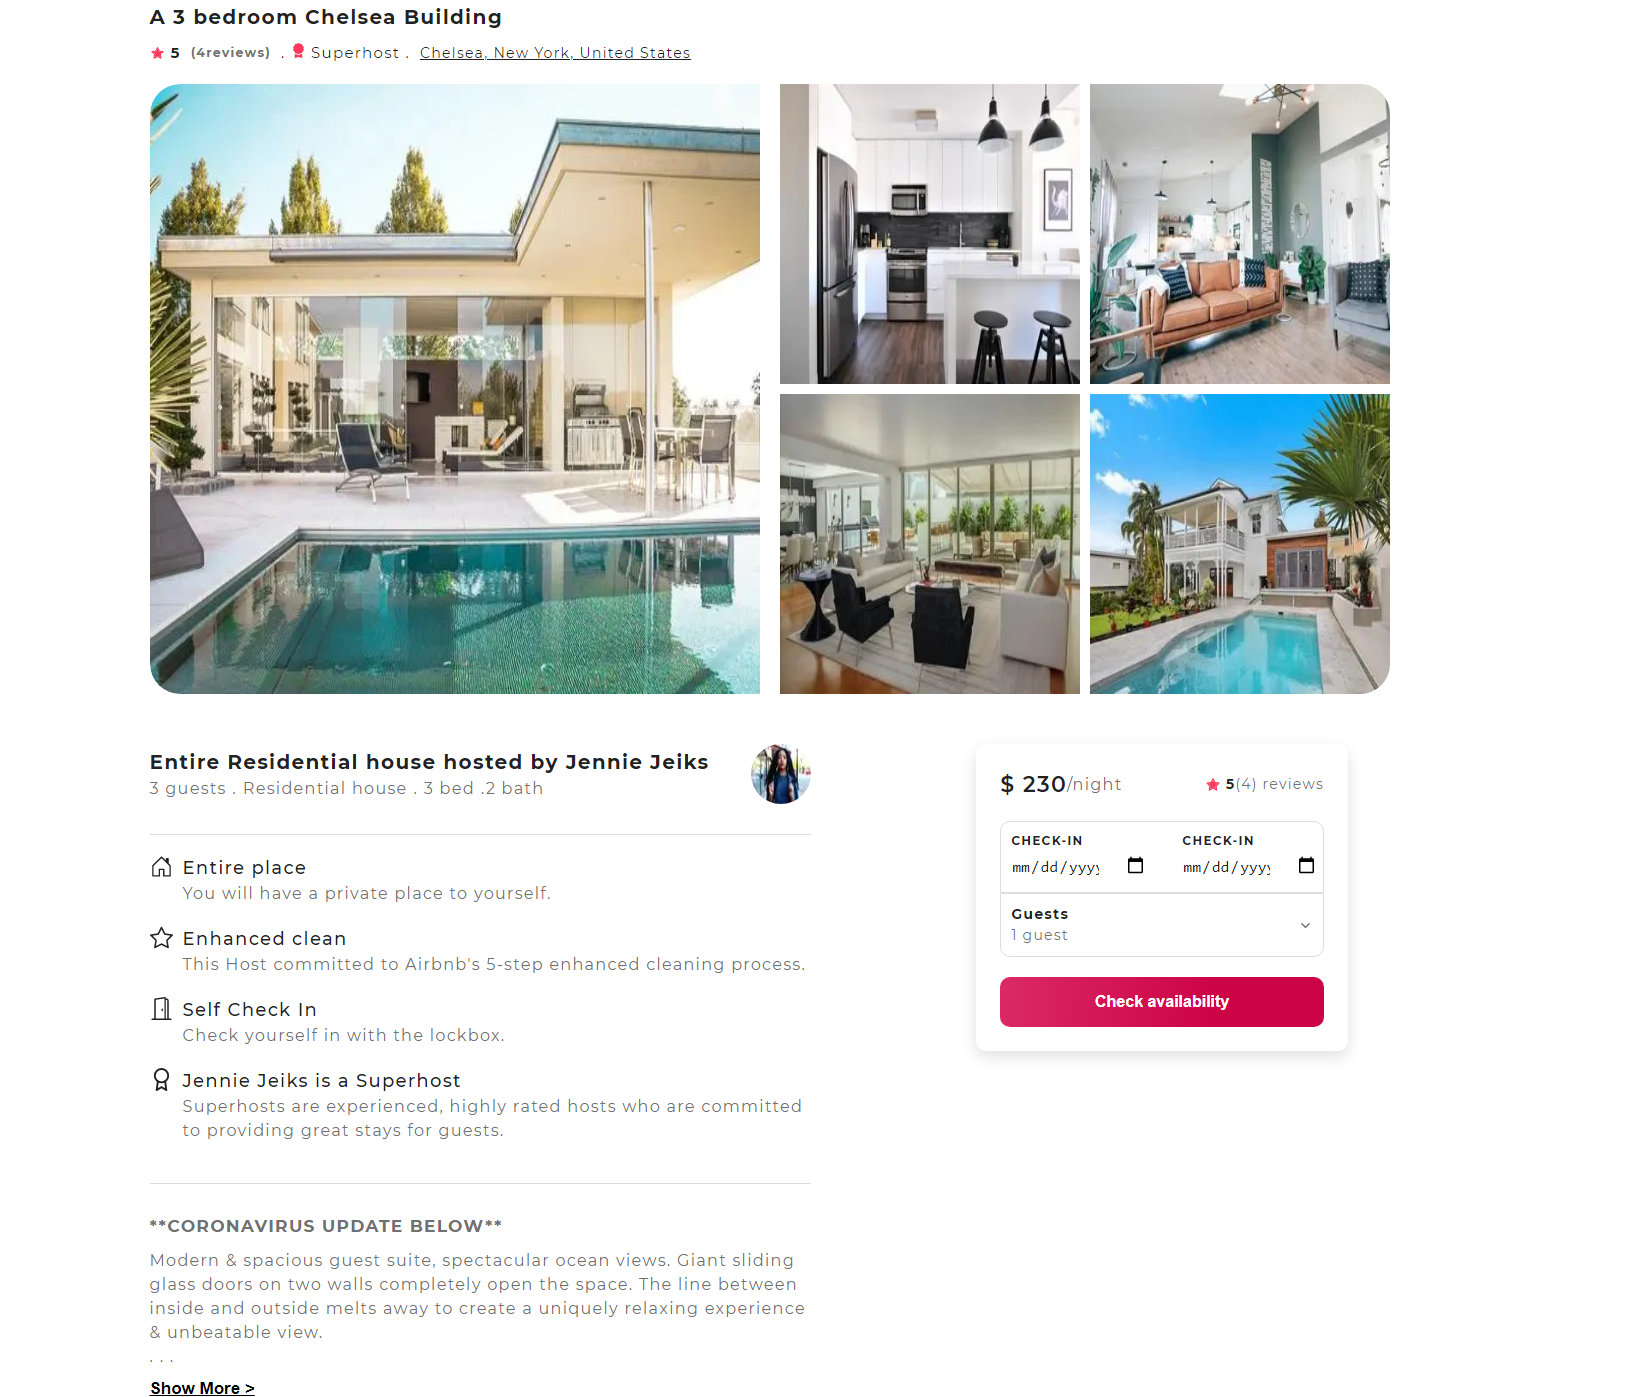 A 3 bedroom Chelsea Building
5 (4reviews) . Superhost . Chelsea, New York, United States
Entire Residential house hosted by Jennie Jeiks
3 guests . Residential house . 3 bed .2 bath
Entire place
You will have a private place to yourself.
Enhanced clean
This Host committed to Airbnb's 5-step enhanced cleaning process.
Self Check In
Check yourself in with the lockbox.
Jennie Jeiks is a Superhost
Superhosts are experienced, highly rated hosts who are committed
to providing great stays for guests.
**CORONAVIRUS UPDATE BELOW**
Modern & spacious guest suite, spectacular ocean views. Giant sliding
glass doors on two walls completely open the space. The line between
inside and outside melts away to create a uniquely relaxing experience
& unbeatable view.
. . .
Show More >
$ 230/night
5(4) reviews
CHECK-IN CHECK-IN
mm/dd/yyyy mm/dd/yyyy
Guests
1 guest
Check availability